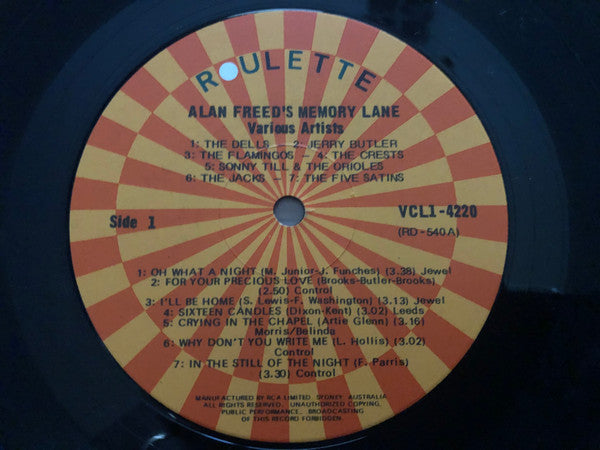 ROULETTE
ALAN FREED'S MEMORY LANE
Various Artists
1: THE DELLS - 2: JERRY BUTLER
3: THE FLAMINGOS - 4: THE CRESTS
5: SONNY TILL & THE ORIOLES
6: THE JACKS - 7: THE FIVE SATINS
Side 1
VCL1-4220
(RD-540A)
1: OH WHAT A NIGHT (M. Junior-J. Funches) (3.38) Jewel
2: FOR YOUR PRECIOUS LOVE (Brooks-Butler-Brooks)
(2.50) Control
3: I'LL BE HOME (S. Lewis-F. Washington) (3.13) Jewel
4: SIXTEEN CANDLES (Dixon-Kent) (3.02) Leeds
5: CRYING IN THE CHAPEL (Artie Glenn) (3.16)
Morris/Belinda
6: WHY DON'T YOU WRITE ME (L. Hollis) (3.02)
Control
7: IN THE STILL OF THE NIGHT (F. Parris)
(3.30) Control
MANUFACTURED BY RCA LIMITED, SYDNEY AUSTRALIA
ALL RIGHTS RESERVED. UNAUTHORIZED COPYING,
PUBLIC PERFORMANCE, BROADCASTING
OF THIS RECORD FORBIDDEN.